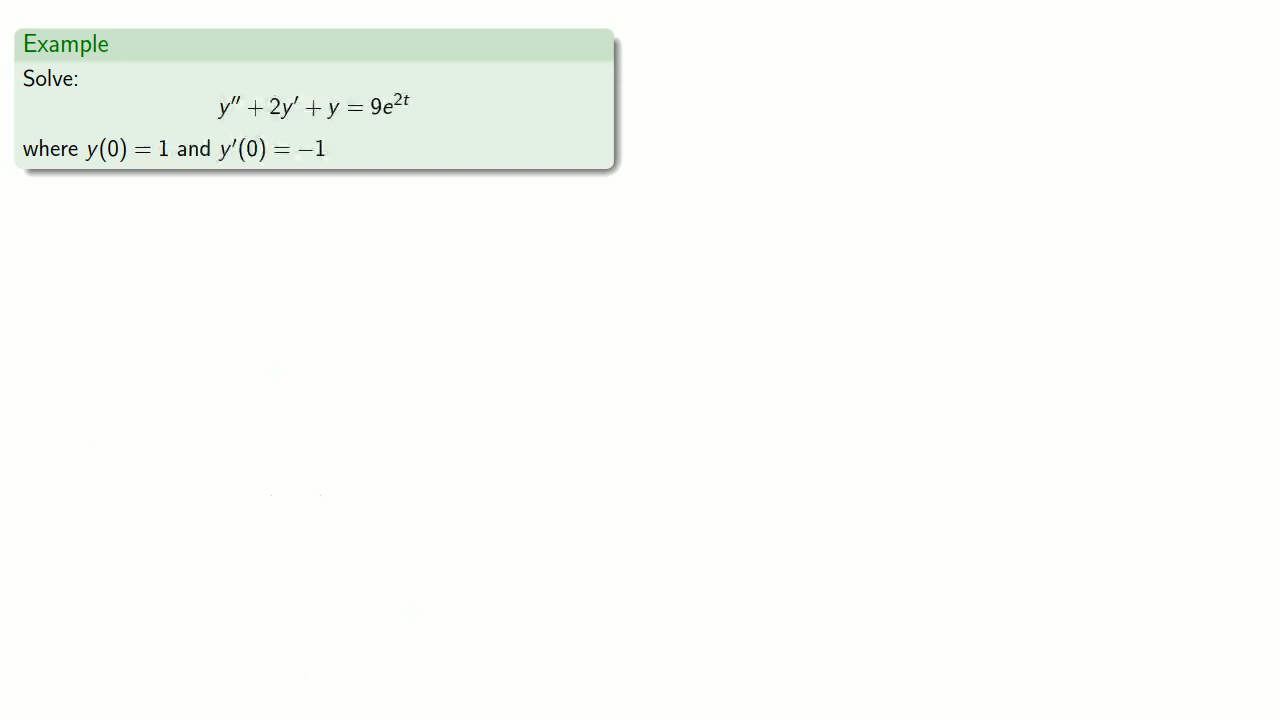 Example
Solve:
y″ + 2y′ + y = 9e^{2t}
where y(0) = 1 and y′(0) = −1